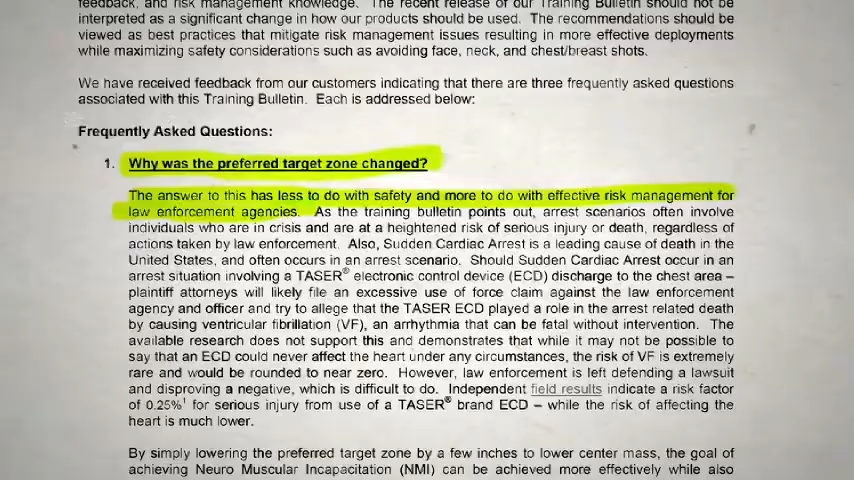 feedback, and risk management knowledge. The recent release of our Training Bulletin should not be
interpreted as a significant change in how our products should be used. The recommendations should be
viewed as best practices that mitigate risk management issues resulting in more effective deployments
while maximizing safety considerations such as avoiding face, neck, and chest/breast shots.
We have received feedback from our customers indicating that there are three frequently asked questions
associated with this Training Bulletin. Each is addressed below:
Frequently Asked Questions:
1. Why was the preferred target zone changed?
The answer to this has less to do with safety and more to do with effective risk management for
law enforcement agencies. As the training bulletin points out, arrest scenarios often involve
individuals who are in crisis and are at a heightened risk of serious injury or death, regardless of
actions taken by law enforcement. Also, Sudden Cardiac Arrest is a leading cause of death in the
United States, and often occurs in an arrest scenario. Should Sudden Cardiac Arrest occur in an
arrest situation involving a TASER® electronic control device (ECD) discharge to the chest area –
plaintiff attorneys will likely file an excessive use of force claim against the law enforcement
agency and officer and try to allege that the TASER ECD played a role in the arrest related death
by causing ventricular fibrillation (VF), an arrhythmia that can be fatal without intervention. The
available research does not support this and demonstrates that while it may not be possible to
say that an ECD could never affect the heart under any circumstances, the risk of VF is extremely
rare and would be rounded to near zero. However, law enforcement is left defending a lawsuit
and disproving a negative, which is difficult to do. Independent field results indicate a risk factor
of 0.25%¹ for serious injury from use of a TASER® brand ECD – while the risk of affecting the
heart is much lower.
By simply lowering the preferred target zone by a few inches to lower center mass, the goal of
achieving Neuro Muscular Incapacitation (NMI) can be achieved more effectively while also